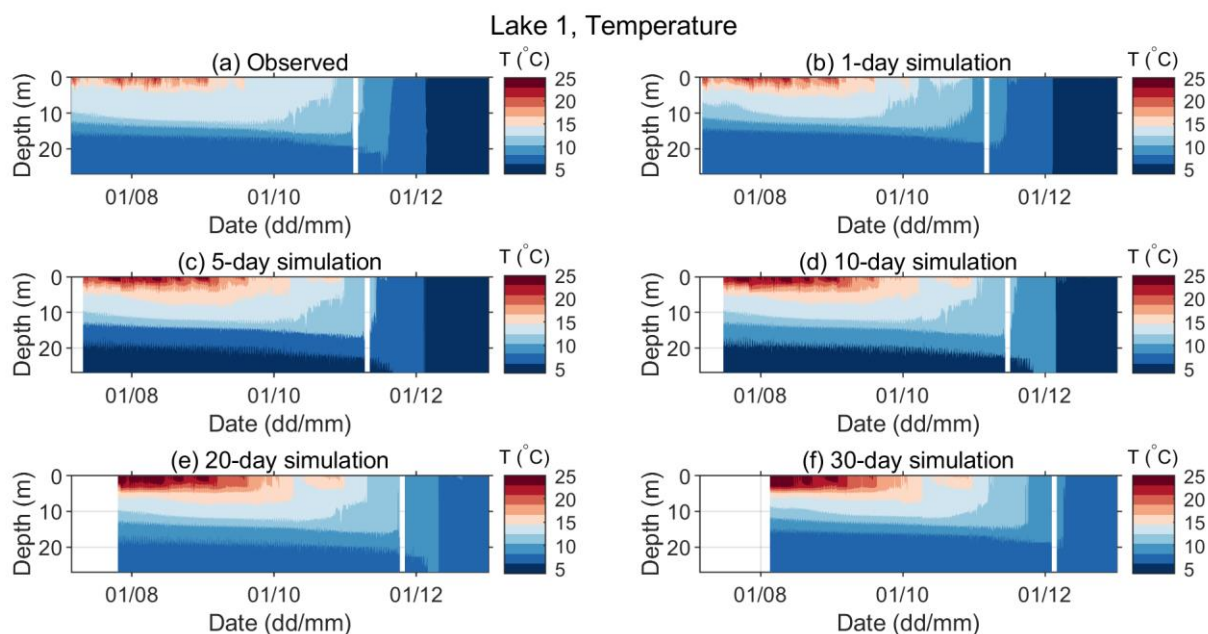 Lake 1, Temperature
(a) Observed
T (°C)
Depth (m)
0
10
20
25
20
15
10
5
01/08
01/10
01/12
Date (dd/mm)
(b) 1-day simulation
T (°C)
Depth (m)
0
10
20
25
20
15
10
5
01/08
01/10
01/12
Date (dd/mm)
(c) 5-day simulation
T (°C)
Depth (m)
0
10
20
25
20
15
10
5
01/08
01/10
01/12
Date (dd/mm)
(d) 10-day simulation
T (°C)
Depth (m)
0
10
20
25
20
15
10
5
01/08
01/10
01/12
Date (dd/mm)
(e) 20-day simulation
T (°C)
Depth (m)
0
10
20
25
20
15
10
5
01/08
01/10
01/12
Date (dd/mm)
(f) 30-day simulation
T (°C)
Depth (m)
0
10
20
25
20
15
10
5
01/08
01/10
01/12
Date (dd/mm)